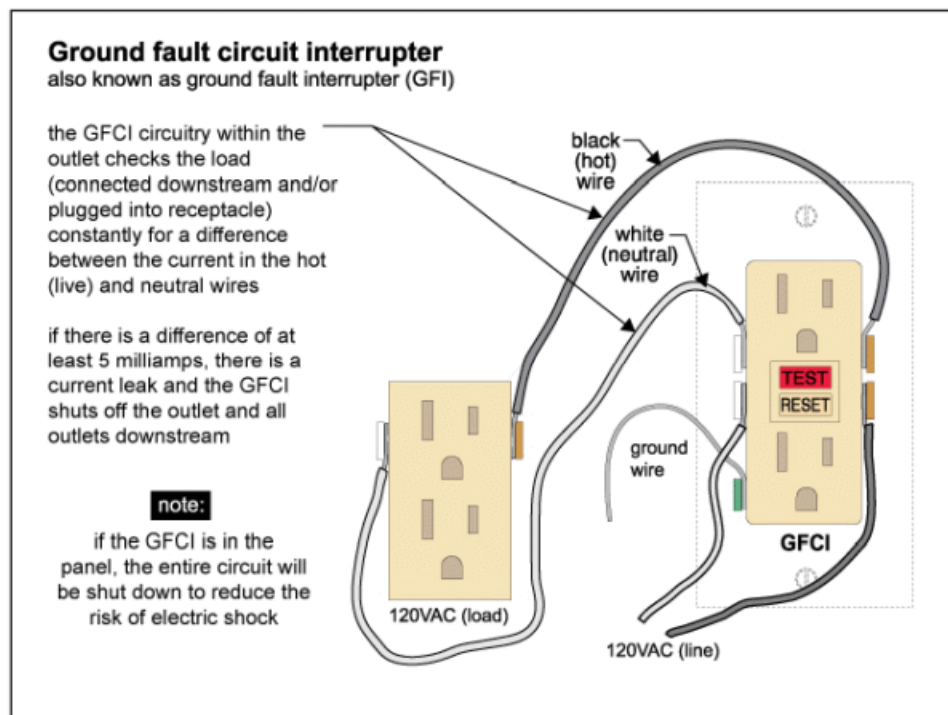 Ground fault circuit interrupter
also known as ground fault interrupter (GFI)
the GFCI circuitry within the
outlet checks the load
(connected downstream and/or
plugged into receptacle)
constantly for a difference
between the current in the hot
(live) and neutral wires
if there is a difference of at
least 5 milliamps, there is a
current leak and the GFCI
shuts off the outlet and all
outlets downstream
note:
if the GFCI is in the
panel, the entire circuit will
be shut down to reduce the
risk of electric shock
black
(hot)
wire
white
(neutral)
wire
TEST
RESET
ground
wire
GFCI
120VAC (load)
120VAC (line)